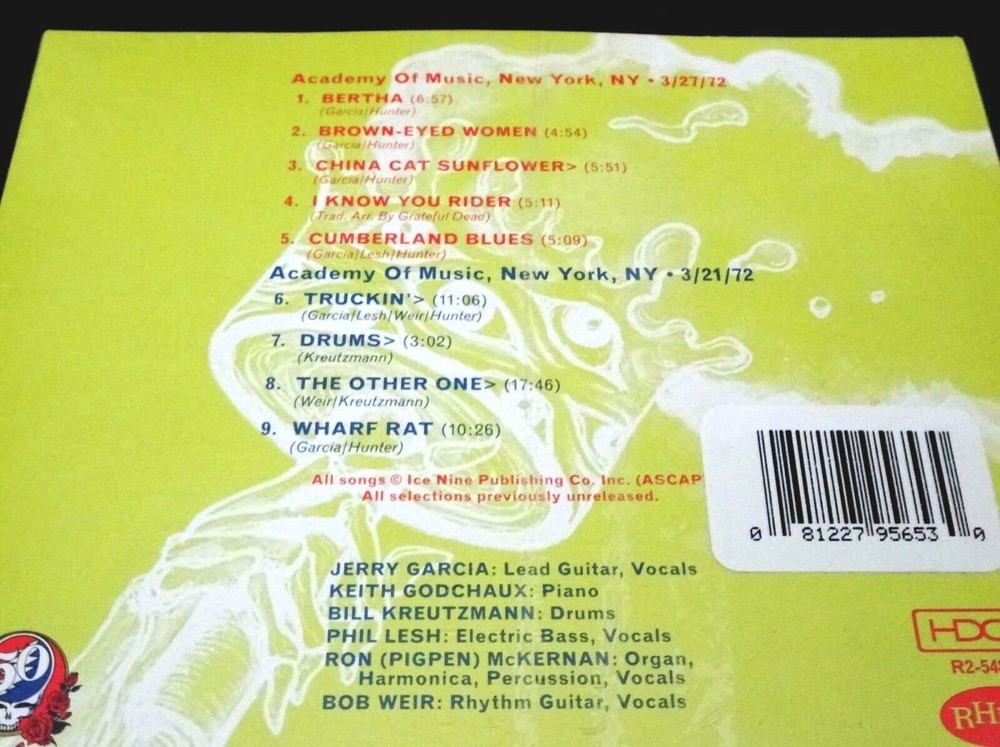 Academy Of Music, New York, NY • 3/27/72
1. BERTHA (6:57)
(Garcia/Hunter)
2. BROWN-EYED WOMEN (4:54)
(Garcia/Hunter)
3. CHINA CAT SUNFLOWER> (5:51)
(Garcia/Hunter)
4. I KNOW YOU RIDER (5:11)
(Trad. Arr. By Grateful Dead)
5. CUMBERLAND BLUES (5:09)
(Garcia/Lesh/Hunter)
Academy Of Music, New York, NY • 3/21/72
6. TRUCKIN'> (11:06)
(Garcia/Lesh/Weir/Hunter)
7. DRUMS> (3:02)
(Kreutzmann)
8. THE OTHER ONE> (17:46)
(Weir/Kreutzmann)
9. WHARF RAT (10:26)
(Garcia/Hunter)
All songs © Ice Nine Publishing Co. Inc. (ASCAP
All selections previously unreleased.
0 81227 95653 0
JERRY GARCIA: Lead Guitar, Vocals
KEITH GODCHAUX: Piano
BILL KREUTZMANN: Drums
PHIL LESH: Electric Bass, Vocals
RON (PIGPEN) McKERNAN: Organ,
Harmonica, Percussion, Vocals
BOB WEIR: Rhythm Guitar, Vocals
HDC
R2-54
RH
50